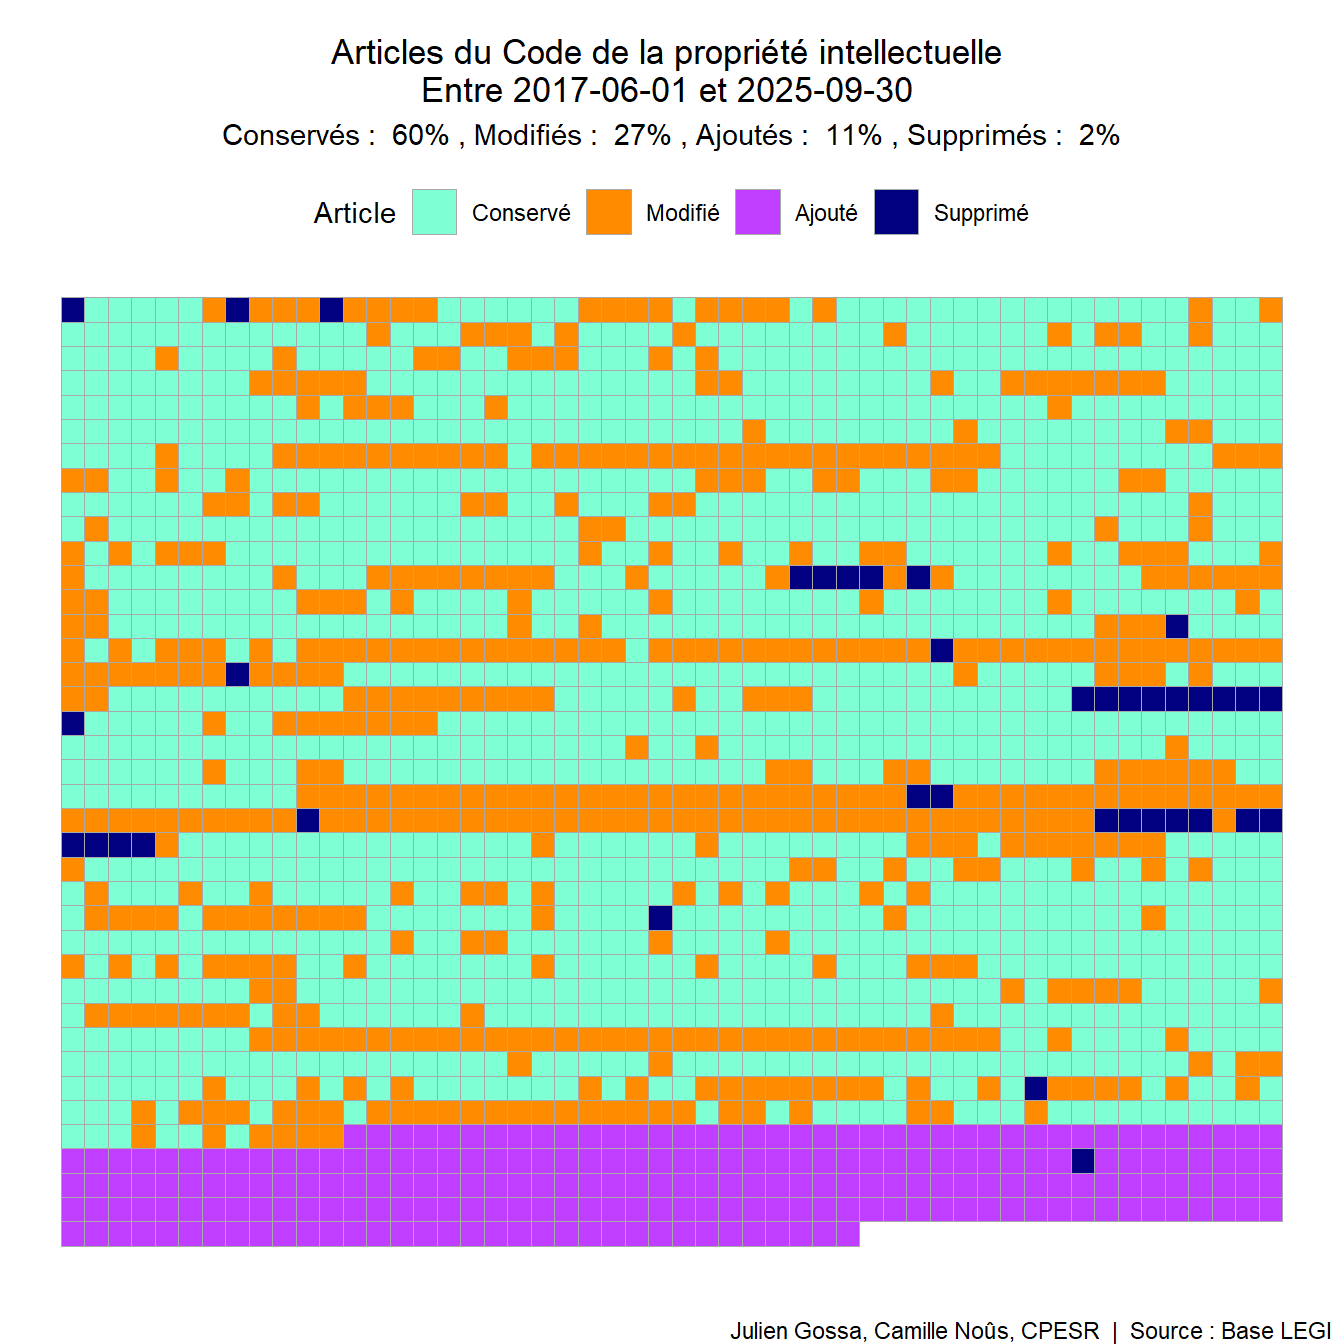 Articles du Code de la propriété intellectuelle
Entre 2017-06-01 et 2025-09-30
Conservés :  60% , Modifiés :  27% , Ajoutés :  11% , Supprimés :  2%
Article Conservé Modifié Ajouté Supprimé
Julien Gossa, Camille Noûs, CPESR | Source : Base LEGI